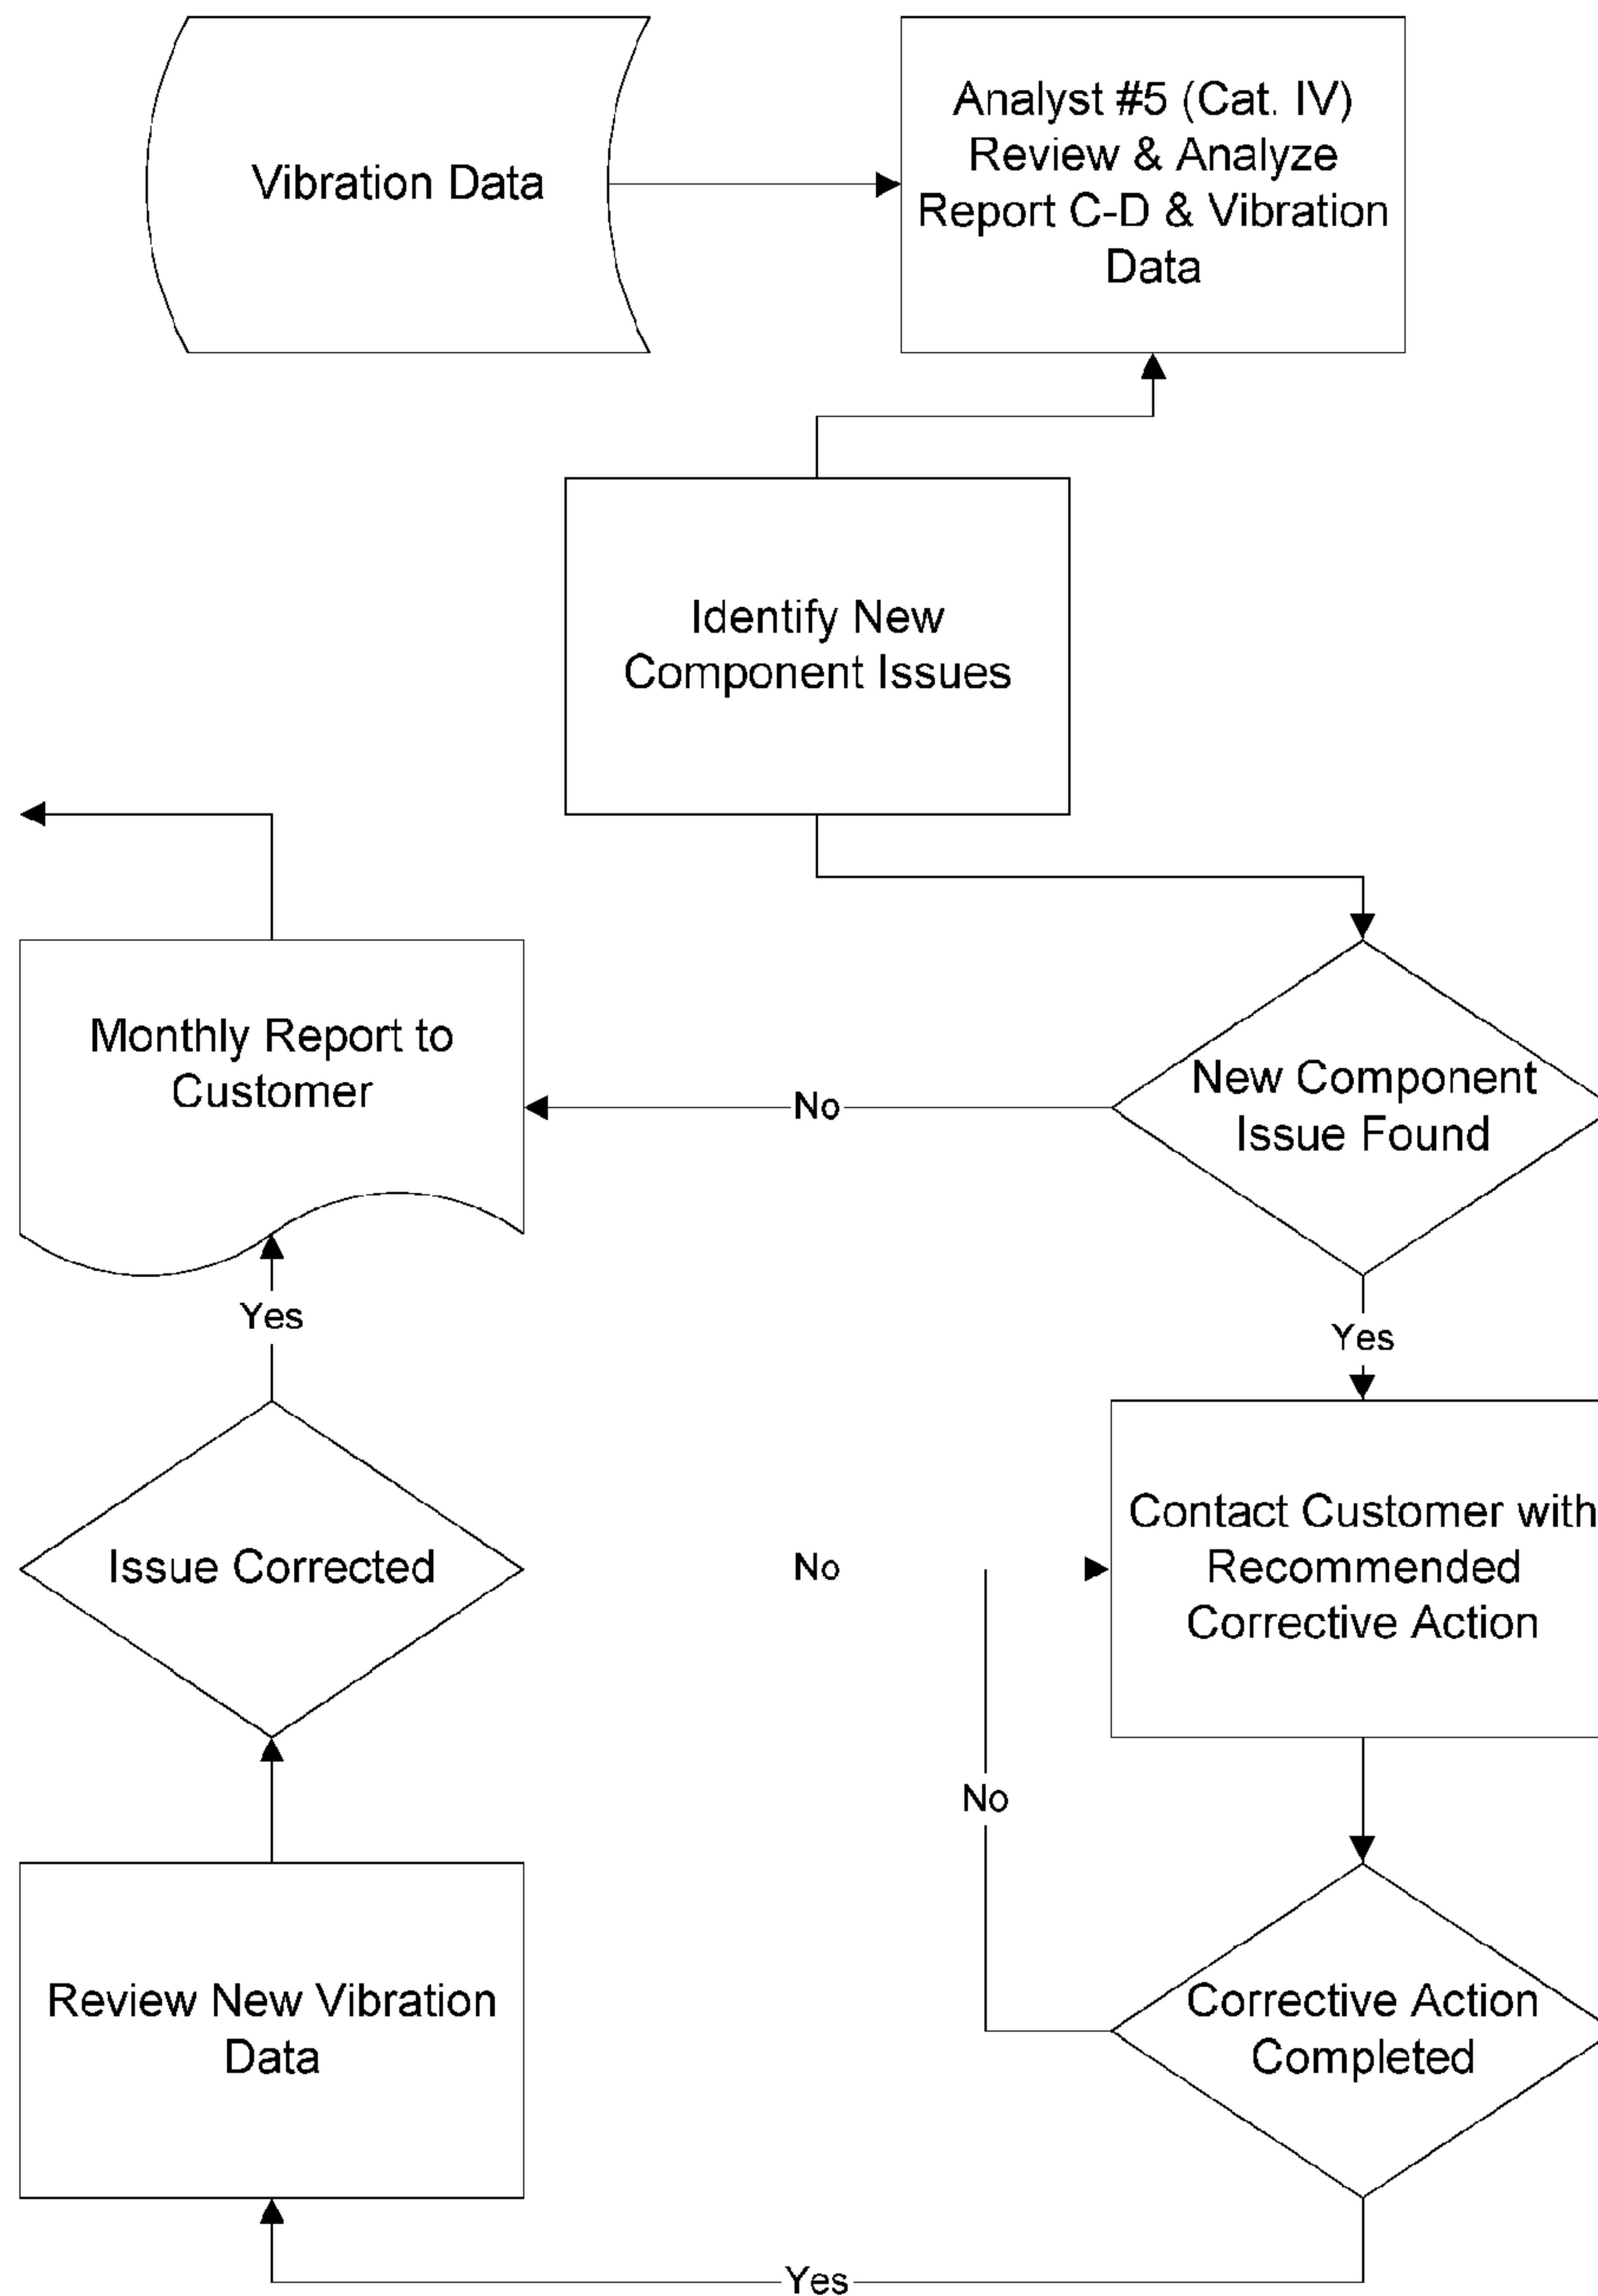 Vibration Data
Analyst #5 (Cat. IV)
Review & Analyze
Report C-D & Vibration
Data
Identify New
Component Issues
Monthly Report to
Customer
No
New Component
Issue Found
Yes
Yes
Issue Corrected
No
Contact Customer with
Recommended
Corrective Action
No
Review New Vibration
Data
Corrective Action
Completed
Yes